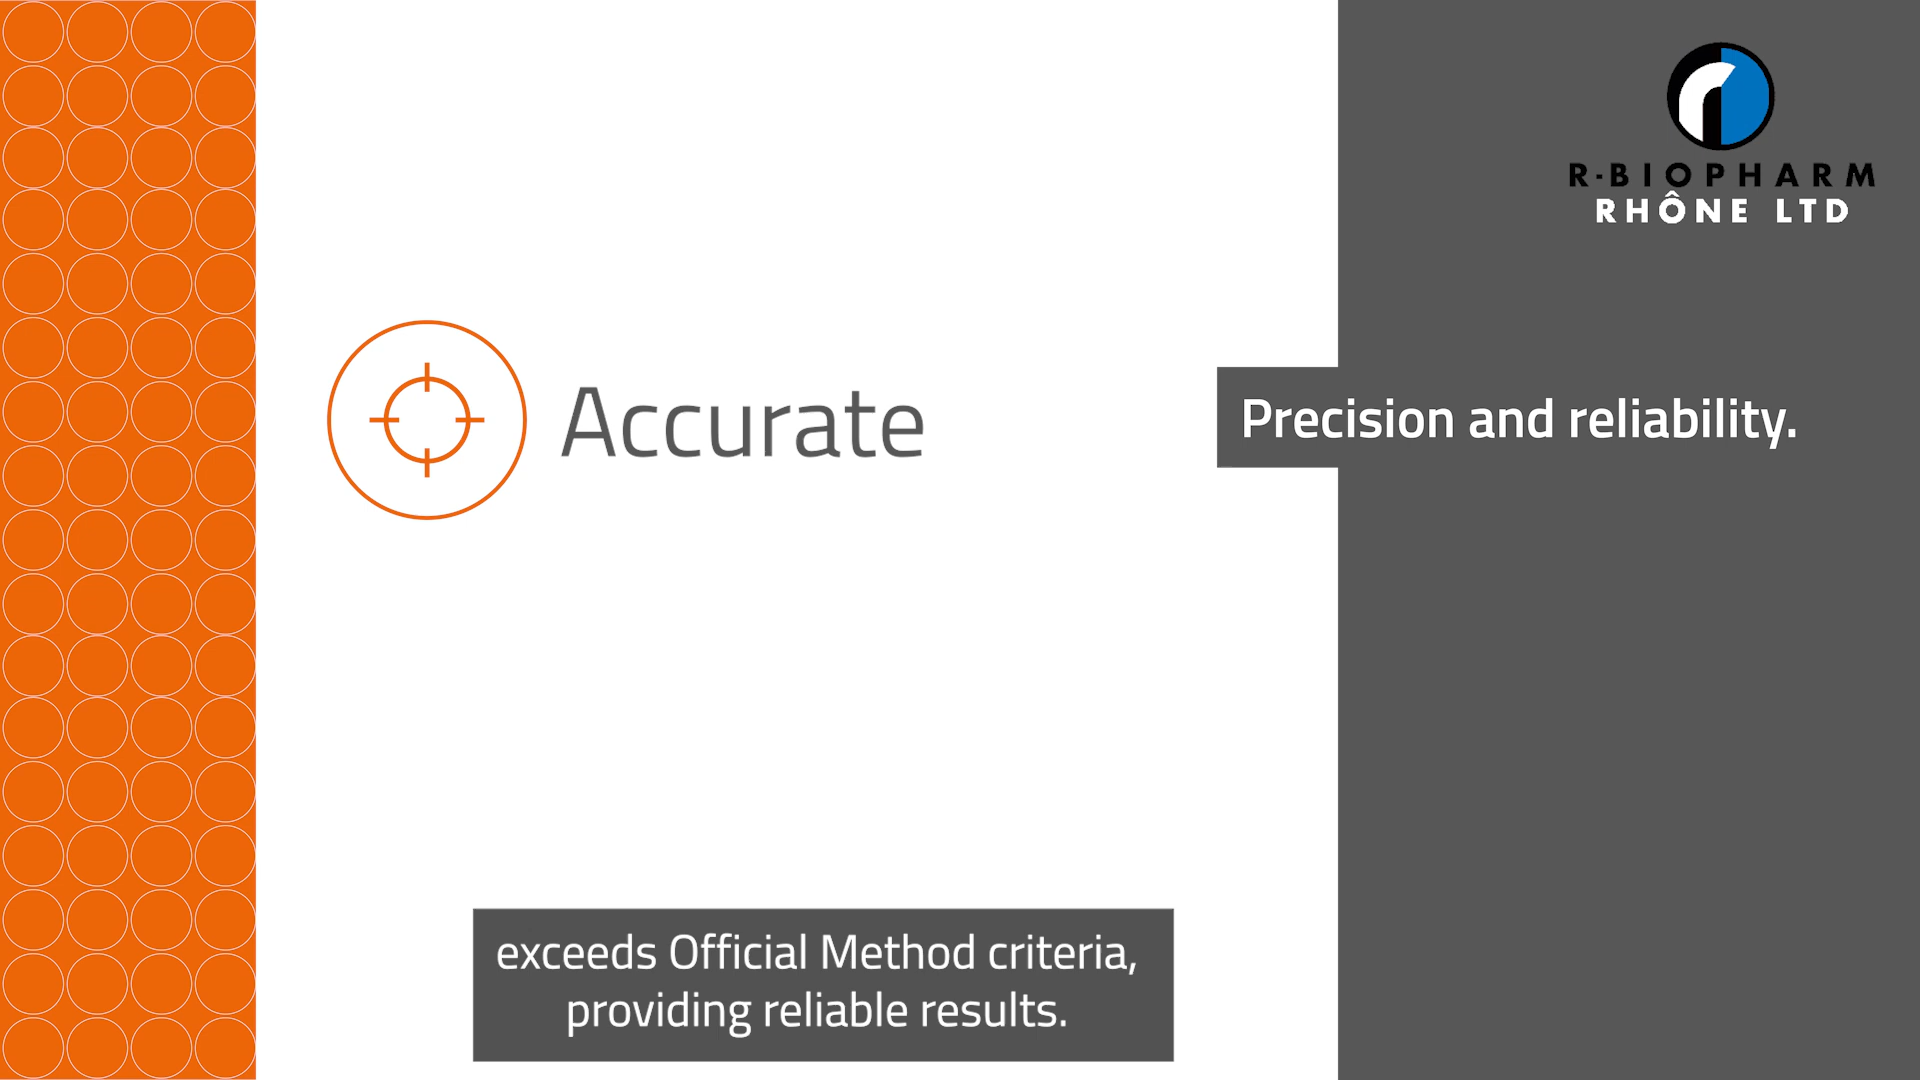 R·BIOPHARM
RHÔNE LTD
Accurate
Precision and reliability.
exceeds Official Method criteria,
providing reliable results.